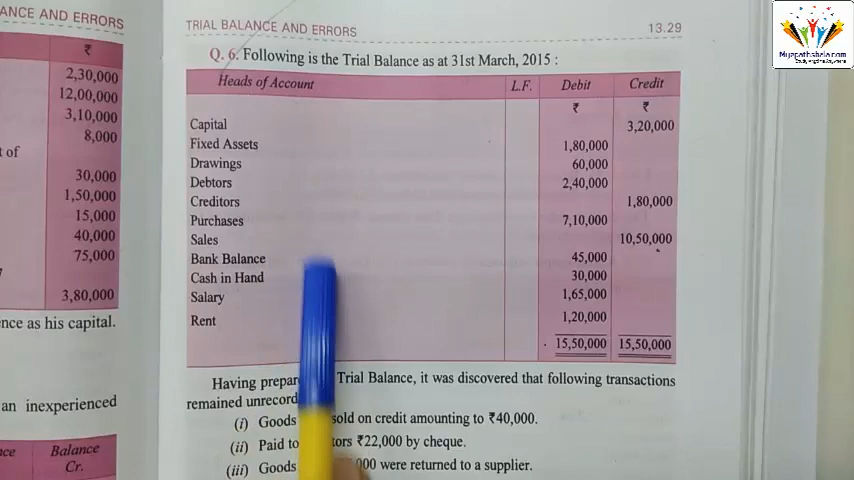 ANCE AND ERRORS
₹
2,30,000
12,00,000
3,10,000
8,000
t of
30,000
1,50,000
15,000
40,000
75,000
3,80,000
nce as his capital.
an inexperienced
nce Balance
Cr.
TRIAL BALANCE AND ERRORS 13.29
Q. 6. Following is the Trial Balance as at 31st March, 2015 :
Heads of Account L.F. Debit Credit
₹ ₹
Capital 3,20,000
Fixed Assets 1,80,000
Drawings 60,000
Debtors 2,40,000
Creditors 1,80,000
Purchases 7,10,000
Sales 10,50,000
Bank Balance 45,000
Cash in Hand 30,000
Salary 1,65,000
Rent 1,20,000
15,50,000 15,50,000
Having prepar Trial Balance, it was discovered that following transactions
remained unrecord
(i) Goods sold on credit amounting to ₹40,000.
(ii) Paid to tors ₹22,000 by cheque.
(iii) Goods 000 were returned to a supplier.
Myeppathshala.com
Study Anytime Anywhere